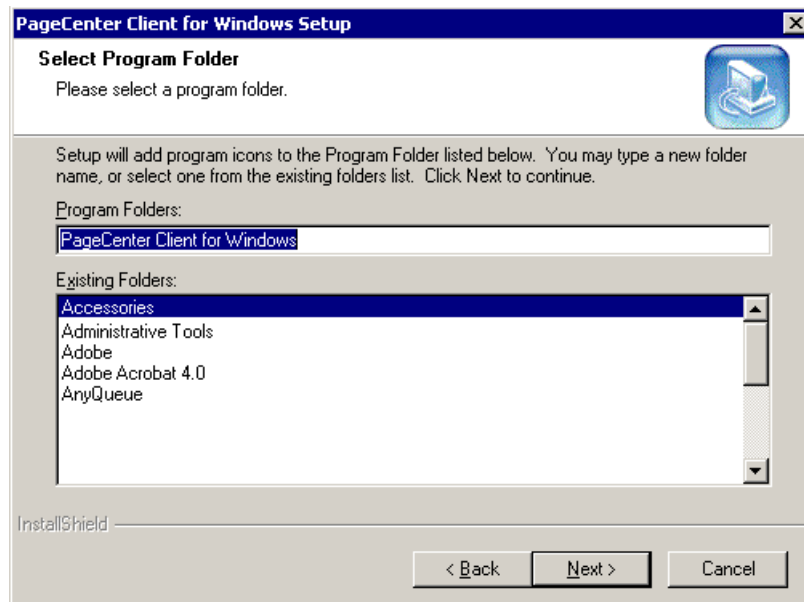 PageCenter Client for Windows Setup
Select Program Folder
Please select a program folder.
Setup will add program icons to the Program Folder listed below.  You may type a new folder
name, or select one from the existing folders list.  Click Next to continue.
Program Folders:
PageCenter Client for Windows
Existing Folders:
Accessories
Administrative Tools
Adobe
Adobe Acrobat 4.0
AnyQueue
InstallShield
< Back Next > Cancel